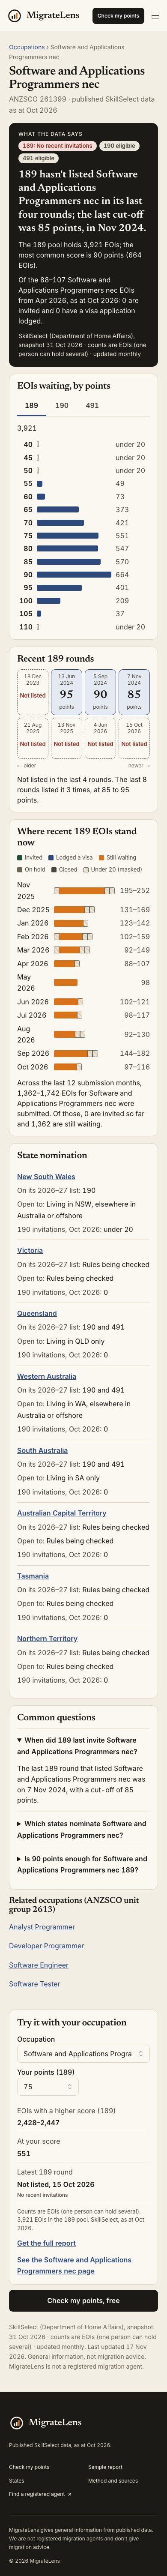 MigrateLens
Check my points
Occupations › Software and Applications
Programmers nec
Software and Applications
Programmers nec
ANZSCO 261399 · published SkillSelect data
as at Oct 2026
WHAT THE DATA SAYS
189: No recent invitations
190 eligible
491 eligible
189 hasn't listed Software
and Applications
Programmers nec in its last
four rounds; the last cut-off
was 85 points, in Nov 2024.
The 189 pool holds 3,921 EOIs; the
most common score is 90 points (664
EOIs).
Of the 88–107 Software and
Applications Programmers nec EOIs
from Apr 2026, as at Oct 2026: 0 are
invited and 0 have a visa application
lodged.
SkillSelect (Department of Home Affairs),
snapshot 31 Oct 2026 · counts are EOIs (one
person can hold several) · updated monthly
EOIs waiting, by points
189
190
491
3,921
40 under 20
45 under 20
50 under 20
55 49
60 73
65 373
70 421
75 551
80 547
85 570
90 664
95 401
100 209
105 37
110 under 20
Recent 189 rounds
18 Dec
2023
Not listed
13 Jun
2024
95
points
5 Sep
2024
90
points
7 Nov
2024
85
points
21 Aug
2025
Not listed
13 Nov
2025
Not listed
4 Jun
2026
Not listed
15 Oct
2026
Not listed
← older
newer →
Not listed in the last 4 rounds. The last 8
rounds listed it 3 times, at 85 to 95
points.
Where recent 189 EOIs stand
now
Invited
Lodged a visa
Still waiting
On hold
Closed
Under 20 (masked)
Nov
2025
195–252
Dec 2025 131–169
Jan 2026 123–142
Feb 2026 102–159
Mar 2026 92–149
Apr 2026 88–107
May
2026
98
Jun 2026 102–121
Jul 2026 98–117
Aug
2026
92–130
Sep 2026 144–182
Oct 2026 97–116
Across the last 12 submission months,
1,362–1,742 EOIs for Software and
Applications Programmers nec were
submitted. Of those, 0 are invited so far
and 1,362 are still waiting.
State nomination
New South Wales
On its 2026–27 list: 190
Open to: Living in NSW, elsewhere in
Australia or offshore
190 invitations, Oct 2026: under 20
Victoria
On its 2026–27 list: Rules being checked
Open to: Rules being checked
190 invitations, Oct 2026: 0
Queensland
On its 2026–27 list: 190 and 491
Open to: Living in QLD only
190 invitations, Oct 2026: 0
Western Australia
On its 2026–27 list: 190 and 491
Open to: Living in WA, elsewhere in
Australia or offshore
190 invitations, Oct 2026: 0
South Australia
On its 2026–27 list: 190 and 491
Open to: Living in SA only
190 invitations, Oct 2026: 0
Australian Capital Territory
On its 2026–27 list: Rules being checked
Open to: Rules being checked
190 invitations, Oct 2026: 0
Tasmania
On its 2026–27 list: Rules being checked
Open to: Rules being checked
190 invitations, Oct 2026: 0
Northern Territory
On its 2026–27 list: Rules being checked
Open to: Rules being checked
190 invitations, Oct 2026: 0
Common questions
▼ When did 189 last invite Software
and Applications Programmers nec?
The last 189 round that listed Software
and Applications Programmers nec was
on 7 Nov 2024, with a cut-off of 85
points.
▶ Which states nominate Software and
Applications Programmers nec?
▶ Is 90 points enough for Software and
Applications Programmers nec 189?
Related occupations (ANZSCO unit
group 2613)
Analyst Programmer
Developer Programmer
Software Engineer
Software Tester
Try it with your occupation
Occupation
Software and Applications Progra
Your points (189)
75
EOIs with a higher score (189)
2,428–2,447
At your score
551
Latest 189 round
Not listed, 15 Oct 2026
No recent invitations
Counts are EOIs (one person can hold several).
3,921 EOIs in the 189 pool. SkillSelect, as at Oct
2026.
Get the full report
See the Software and Applications
Programmers nec page
Check my points, free
SkillSelect (Department of Home Affairs), snapshot
31 Oct 2026 · counts are EOIs (one person can hold
several) · updated monthly. Last updated 17 Nov
2026. General information, not migration advice.
MigrateLens is not a registered migration agent.
MigrateLens
Published SkillSelect data, as at Oct 2026.
Check my points
Sample report
States
Method and sources
Find a registered agent ↗
MigrateLens gives general information from published data.
We are not registered migration agents and don't give
migration advice.
© 2026 MigrateLens